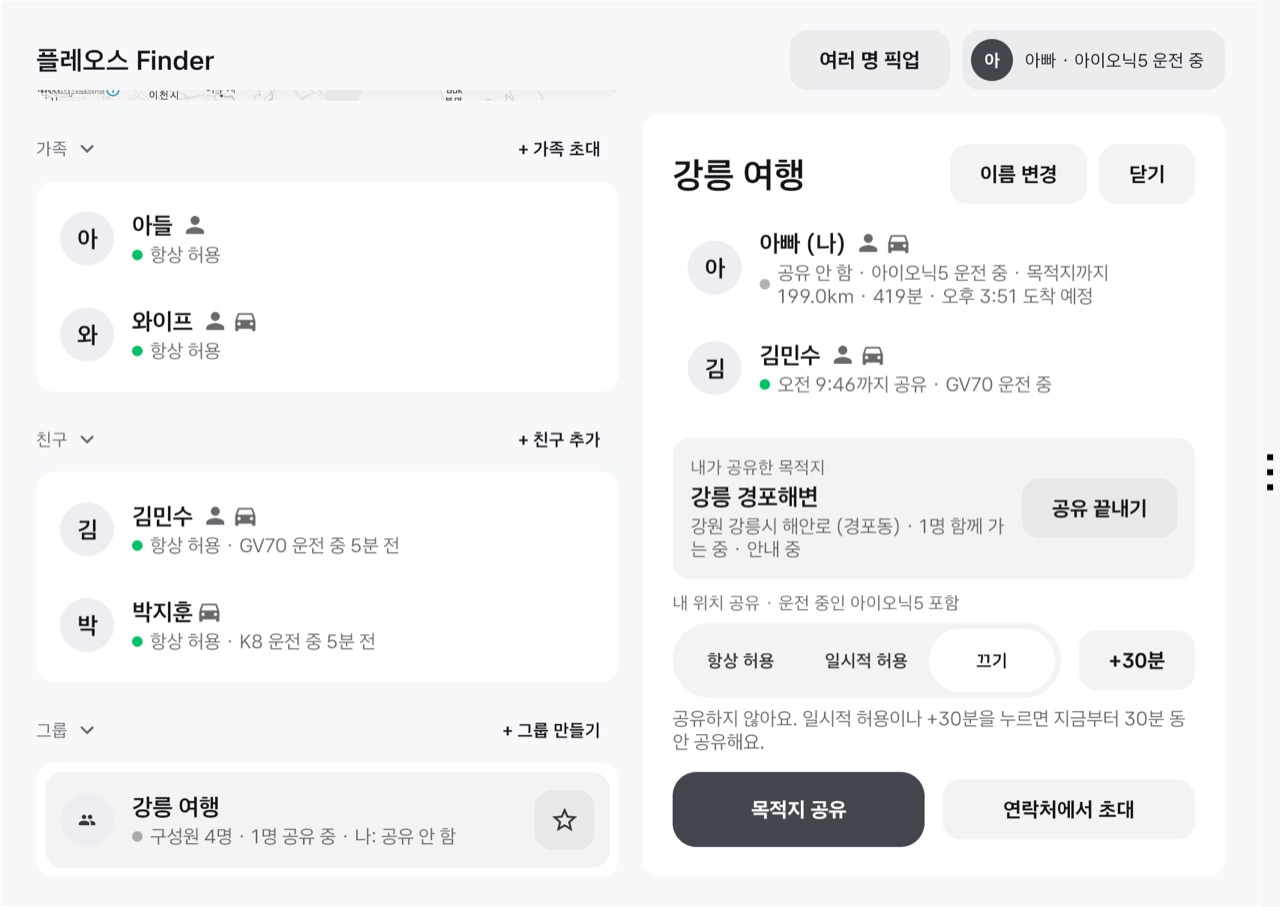 플레오스 Finder
여러 명 픽업
아
아빠 · 아이오닉5 운전 중
이천시
가족
+ 가족 초대
아
아들
항상 허용
와
와이프
항상 허용
친구
+ 친구 추가
김
김민수
항상 허용 · GV70 운전 중 5분 전
박
박지훈
항상 허용 · K8 운전 중 5분 전
그룹
+ 그룹 만들기
강릉 여행
구성원 4명 · 1명 공유 중 · 나: 공유 안 함
강릉 여행
이름 변경
닫기
아
아빠 (나)
공유 안 함 · 아이오닉5 운전 중 · 목적지까지
199.0km · 419분 · 오후 3:51 도착 예정
김
김민수
오전 9:46까지 공유 · GV70 운전 중
내가 공유한 목적지
강릉 경포해변
강원 강릉시 해안로 (경포동) · 1명 함께 가
는 중 · 안내 중
공유 끝내기
내 위치 공유 · 운전 중인 아이오닉5 포함
항상 허용
일시적 허용
끄기
+30분
공유하지 않아요. 일시적 허용이나 +30분을 누르면 지금부터 30분 동
안 공유해요.
목적지 공유
연락처에서 초대